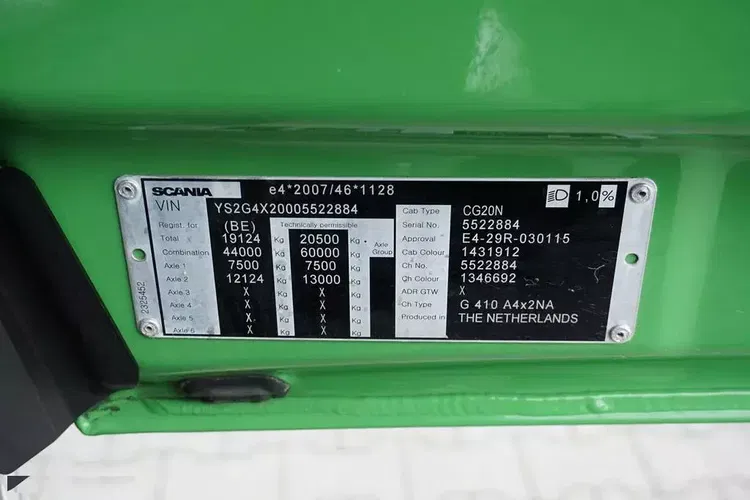 SCANIA e4*2007/46*1128 1,0%
VIN YS2G4X20005522884
Regist. for (BE) Technically permissible
Total 19124 Kg 20500 Kg Axle Group
Combination 44000 Kg 60000 Kg
Axle 1 7500 Kg 7500 Kg
Axle 2 12124 Kg 13000 Kg
Axle 3 X Kg X Kg
Axle 4 X Kg X Kg
Axle 5 X Kg X Kg
Axle 6 X Kg X Kg
2325452
Cab Type CG20N
Serial No. 5522884
Approval E4-29R-030115
Cab Colour 1431912
Ch No. 5522884
Ch Colour 1346692
ADR GTW X
Ch Type G 410 A4x2NA
Produced in THE NETHERLANDS